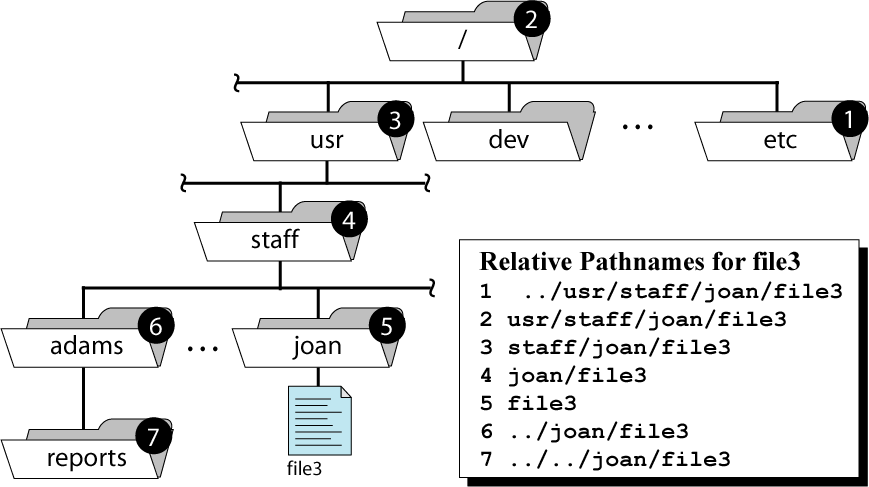 2
/
usr
3
dev
...
etc
1
staff
4
adams
6
...
joan
5
reports
7
file3
Relative Pathnames for file3
1 ../usr/staff/joan/file3
2 usr/staff/joan/file3
3 staff/joan/file3
4 joan/file3
5 file3
6 ../joan/file3
7 ../../joan/file3